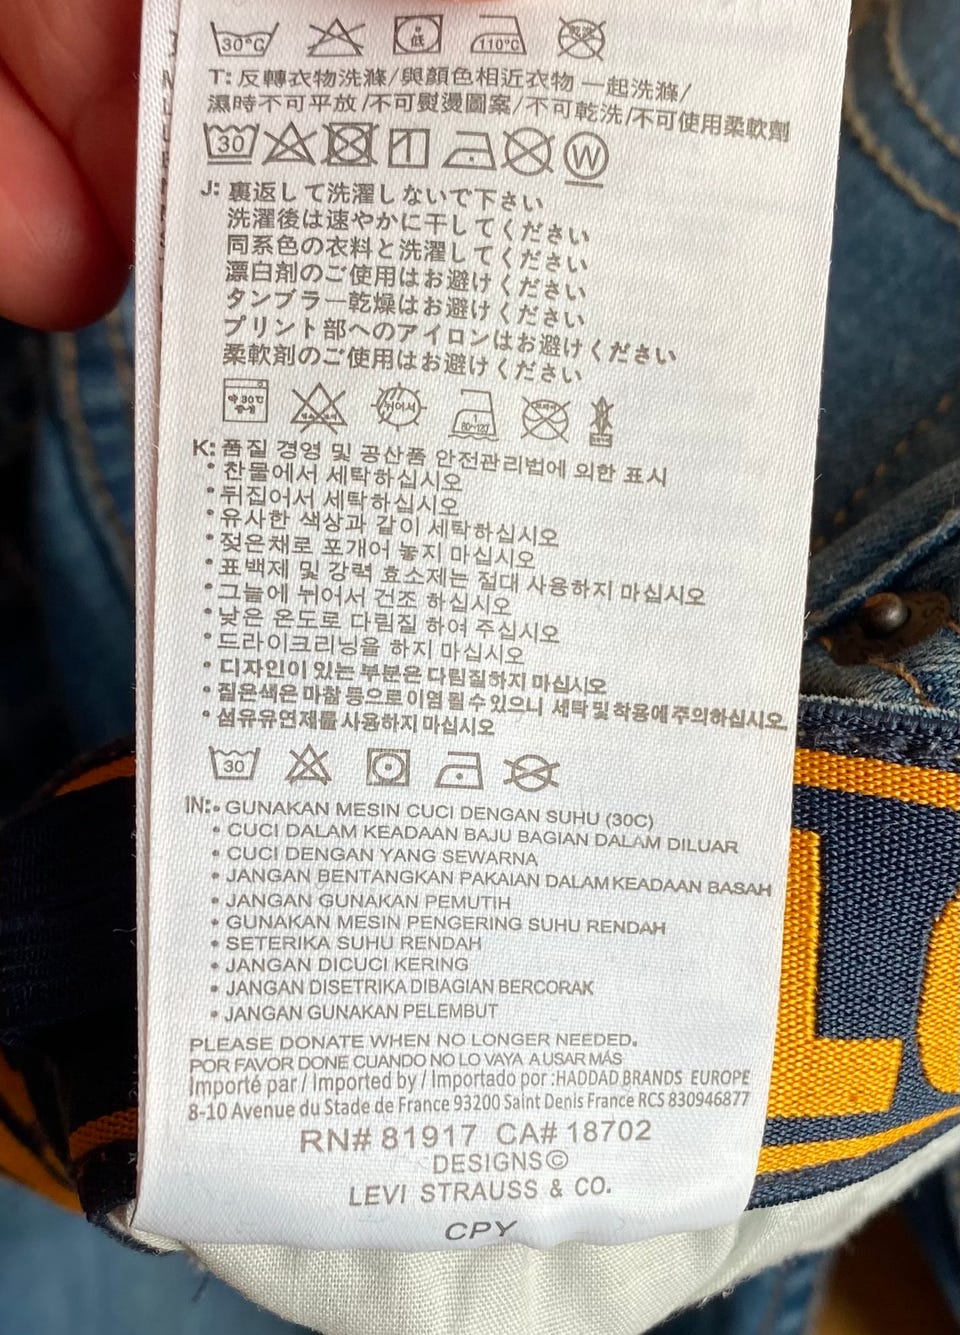 30°C 低 110°C 乾洗
T: 反轉衣物洗滌/與顏色相近衣物 一起洗滌/
濕時不可平放/不可熨燙圖案/不可乾洗/不可使用柔軟劑
30 W
J: 裏返して洗濯しないで下さい
洗濯後は速やかに干してください
同系色の衣料と洗濯してください
漂白剤のご使用はお避けください
タンブラー乾燥はお避けください
プリント部へのアイロンはお避けください
柔軟剤のご使用はお避けください
약 30°C 중성 염소표백 뉘어서 80~120 드라이
K: 품질 경영 및 공산품 안전관리법에 의한 표시
• 찬물에서 세탁하십시오
• 뒤집어서 세탁하십시오
• 유사한 색상과 같이 세탁하십시오
• 젖은채로 포개어 놓지 마십시오
• 표백제 및 강력 효소제는 절대 사용하지 마십시오
• 그늘에 뉘어서 건조 하십시오
• 낮은 온도로 다림질 하여 주십시오
• 드라이크리닝을 하지 마십시오
• 디자인이 있는 부분은 다림질하지 마십시오
• 짙은색은 마찰 등으로 이염 될 수 있으니 세탁 및 착용에 주의하십시오.
• 섬유유연제를 사용하지 마십시오
30
IN: • GUNAKAN MESIN CUCI DENGAN SUHU (30C)
• CUCI DALAM KEADAAN BAJU BAGIAN DALAM DILUAR
• CUCI DENGAN YANG SEWARNA
• JANGAN BENTANGKAN PAKAIAN DALAM KEADAAN BASAH
• JANGAN GUNAKAN PEMUTIH
• GUNAKAN MESIN PENGERING SUHU RENDAH
• SETERIKA SUHU RENDAH
• JANGAN DICUCI KERING
• JANGAN DISETRIKA DIBAGIAN BERCORAK
• JANGAN GUNAKAN PELEMBUT
PLEASE DONATE WHEN NO LONGER NEEDED.
POR FAVOR DONE CUANDO NO LO VAYA A USAR MÁS
Importé par / Imported by / Importado por :HADDAD BRANDS EUROPE
8-10 Avenue du Stade de France 93200 Saint Denis France RCS 830946877
RN# 81917 CA# 18702
DESIGNS©
LEVI STRAUSS & CO.
CPY